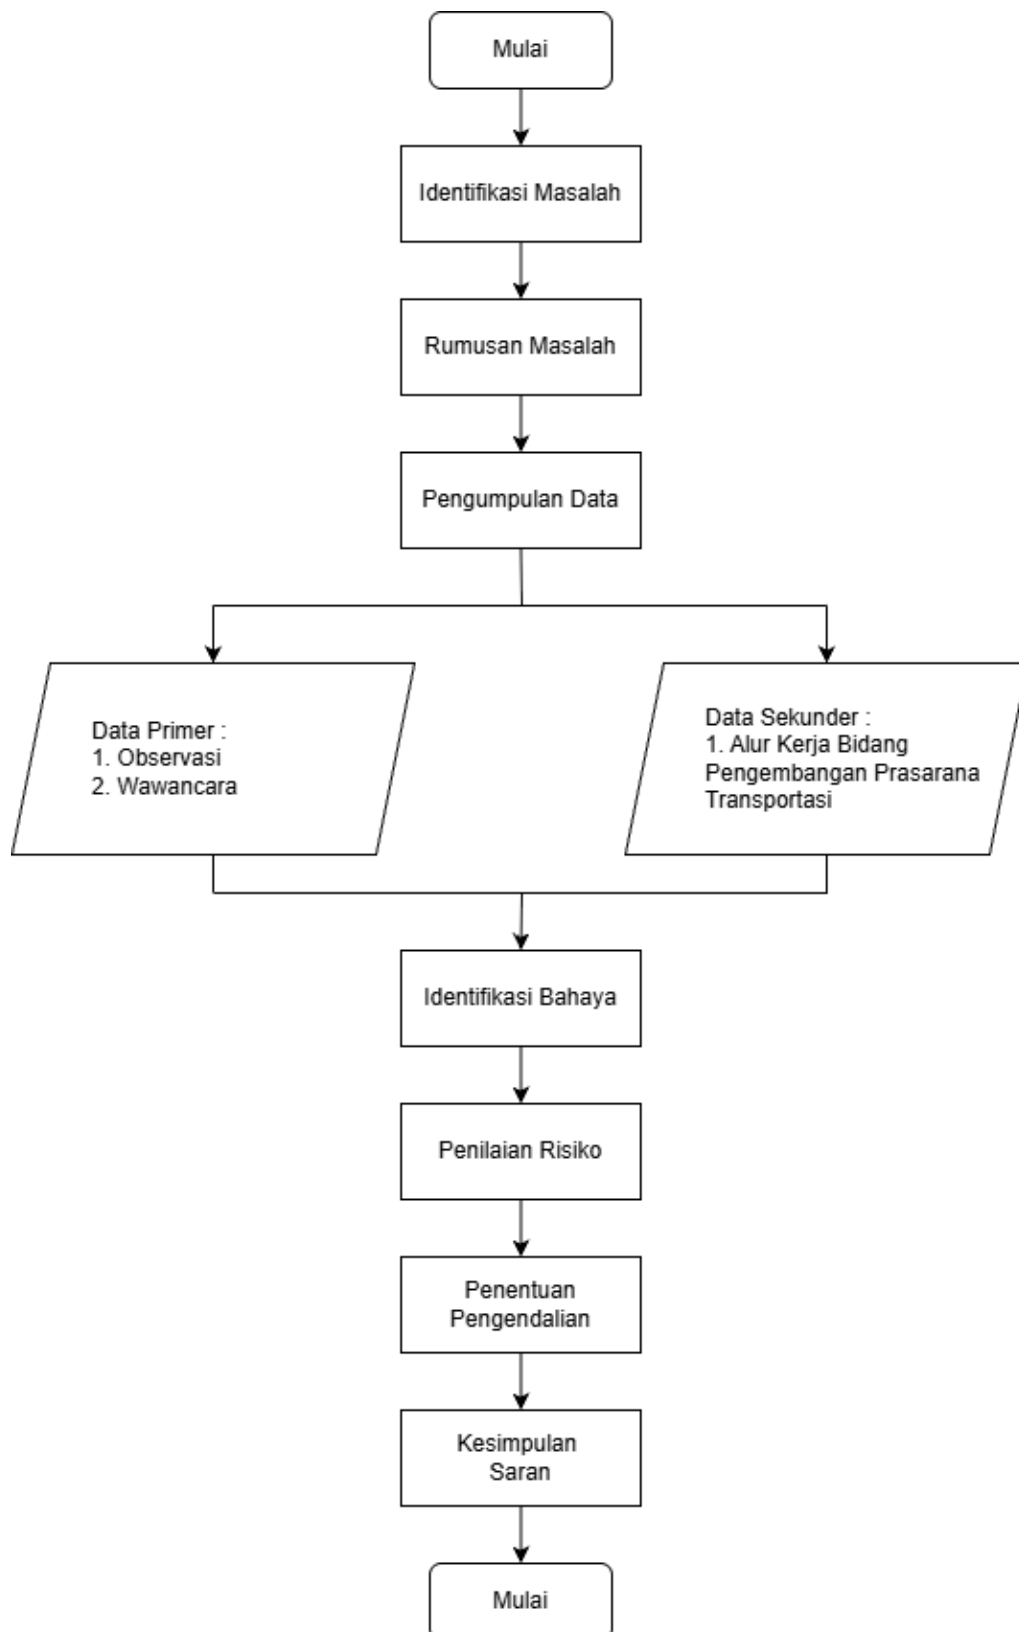 Mulai
Identifikasi Masalah
Rumusan Masalah
Pengumpulan Data
Data Primer :
1. Observasi
2. Wawancara
Data Sekunder :
1. Alur Kerja Bidang
Pengembangan Prasarana
Transportasi
Identifikasi Bahaya
Penilaian Risiko
Penentuan
Pengendalian
Kesimpulan
Saran
Mulai